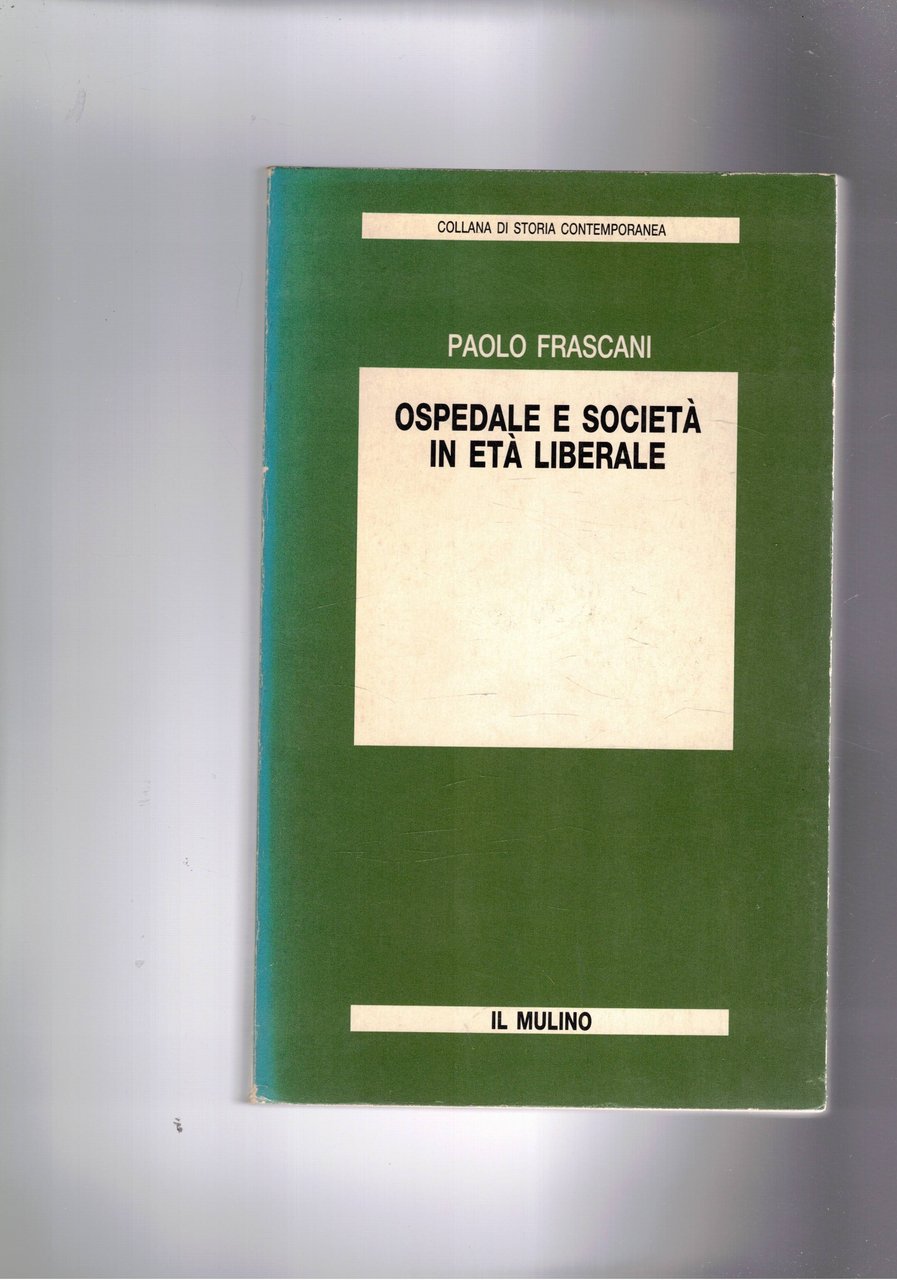 COLLANA DI STORIA CONTEMPORANEA
PAOLO FRASCANI
OSPEDALE E SOCIETÀ
IN ETÀ LIBERALE
IL MULINO